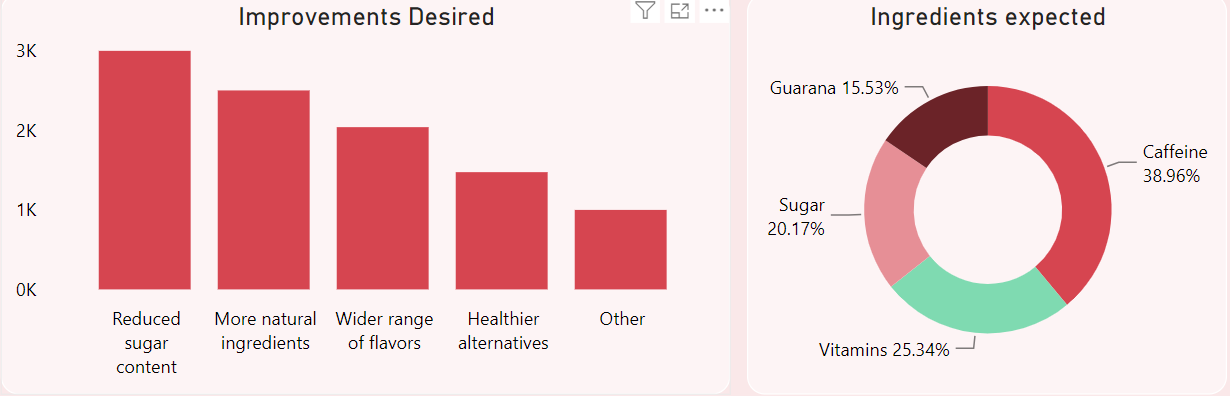 Improvements Desired
3K
2K
1K
0K
Reduced
sugar
content
More natural
ingredients
Wider range
of flavors
Healthier
alternatives
Other
Ingredients expected
Guarana 15.53%
Caffeine
38.96%
Sugar
20.17%
Vitamins 25.34%